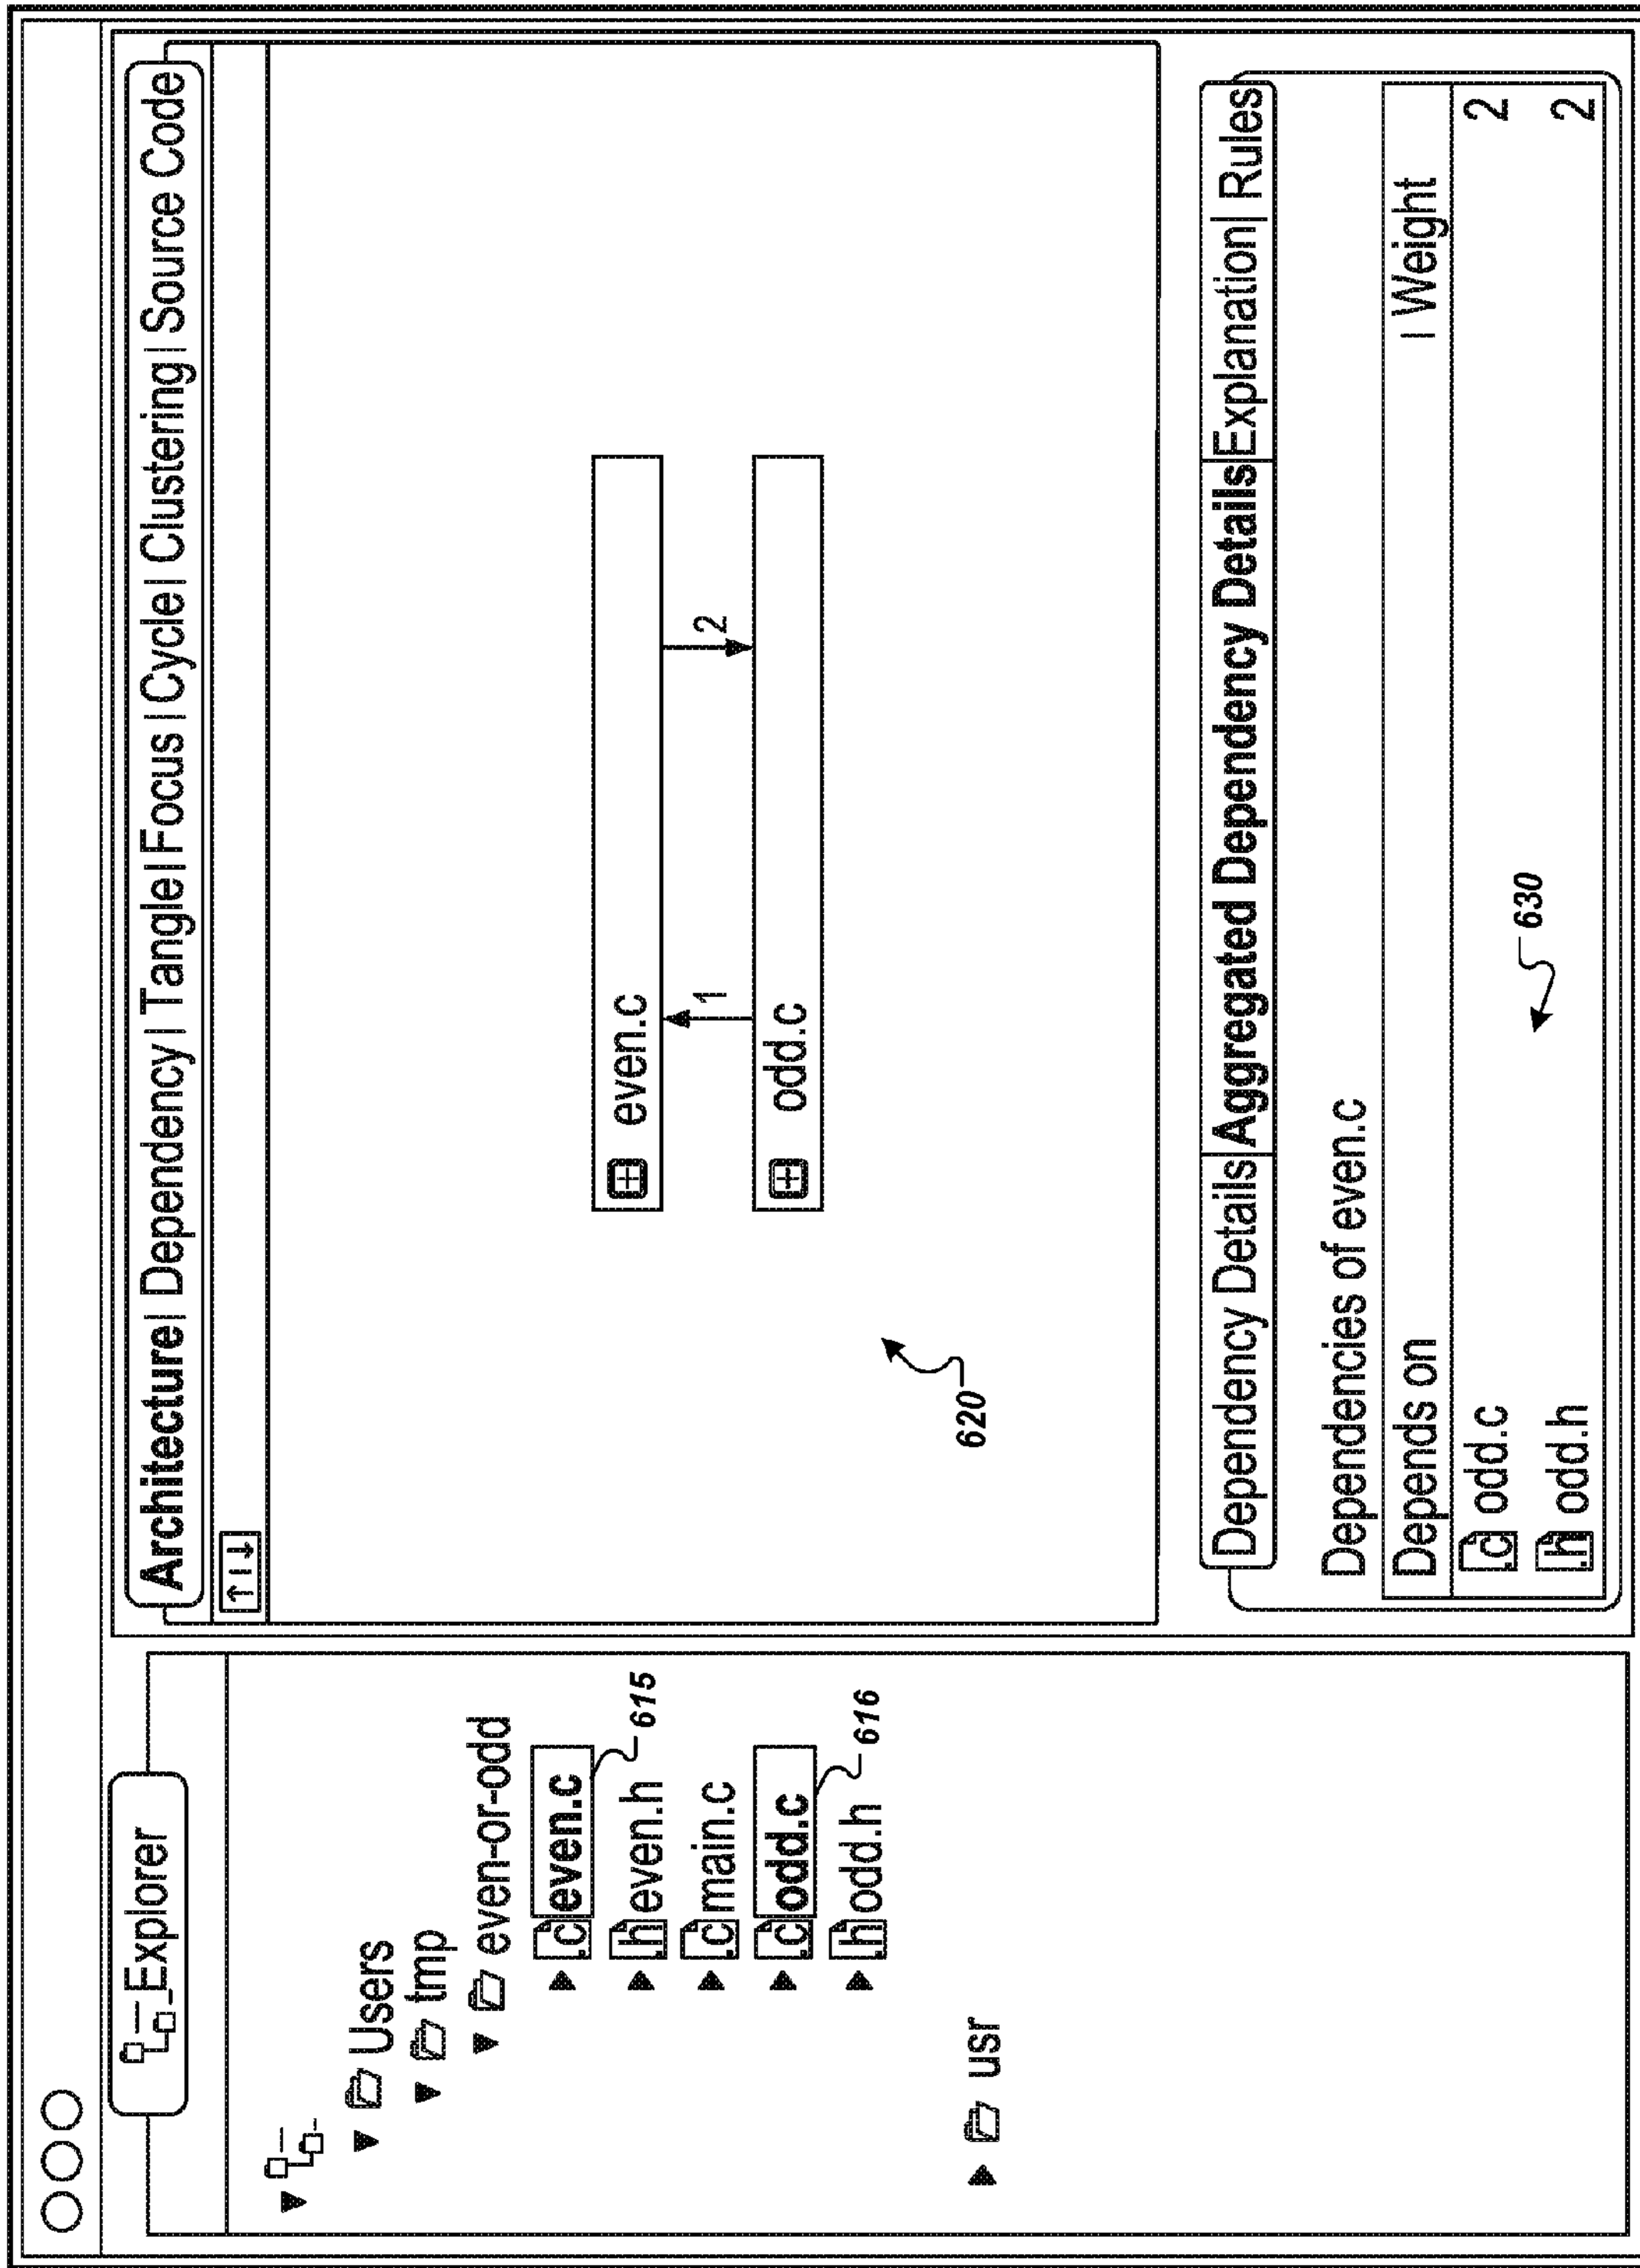 Explorer
Users
tmp
even-or-odd
.c even.c
615
.h even.h
.c main.c
.c odd.c
616
.h odd.h
usr
Architecture | Dependency | Tangle | Focus | Cycle | Clustering | Source Code
even.c
1
2
odd.c
620
Dependency Details | Aggregated Dependency Details | Explanation | Rules
Dependencies of even.c
Depends on | Weight
.c odd.c 2
630
.h odd.h 2